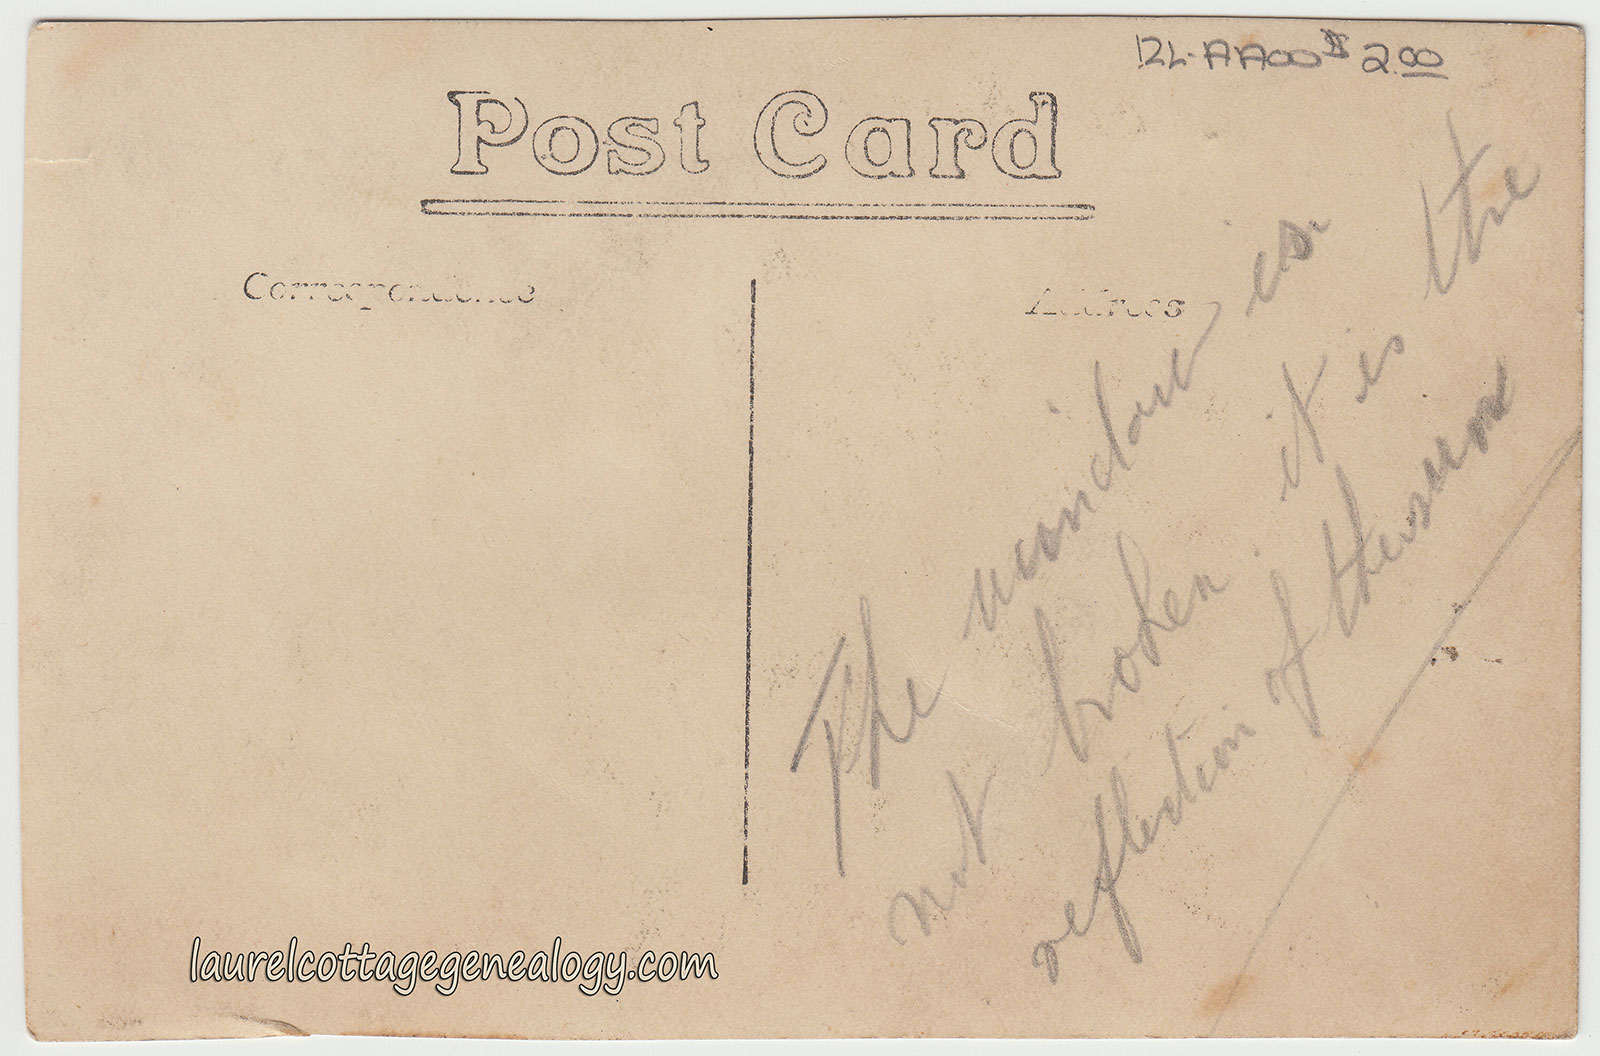 12L-AA00 $2.00
Post Card
Correspondence
Address
The window is
not broken it is the
reflection of the sun
laurelcottagegenealogy.com